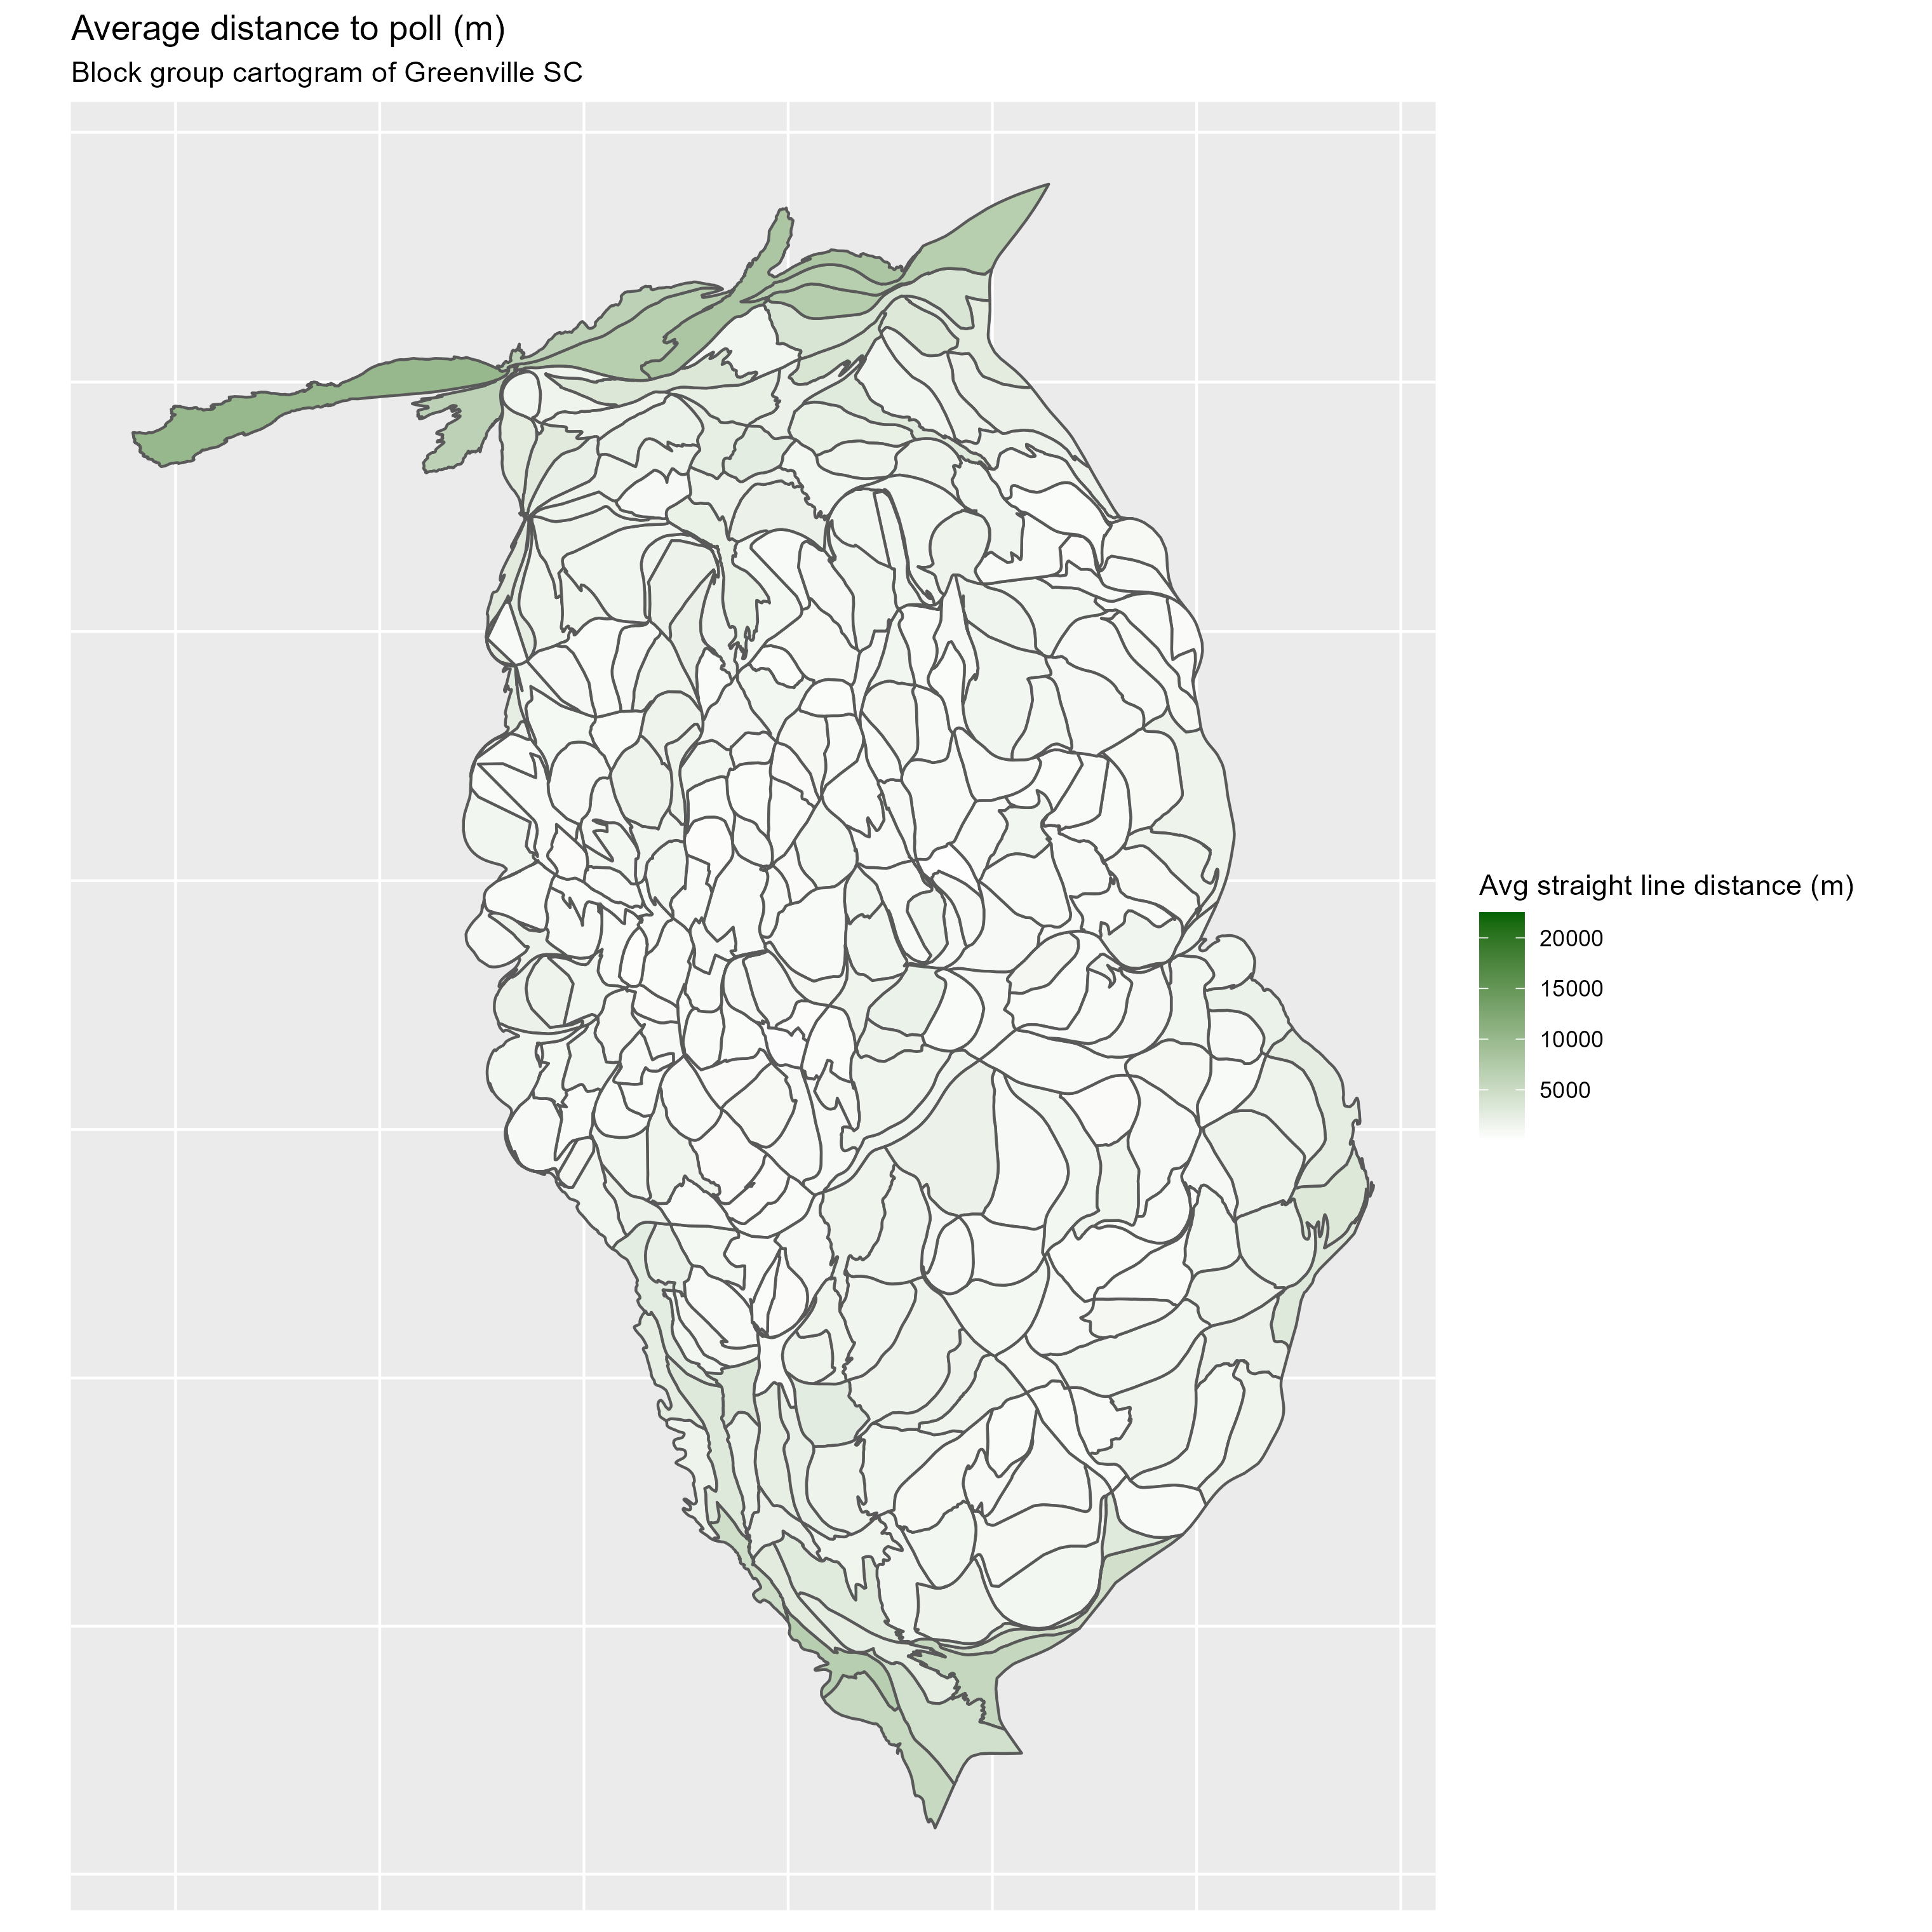 Average distance to poll (m)
Block group cartogram of Greenville SC
Avg straight line distance (m)
20000
15000
10000
5000